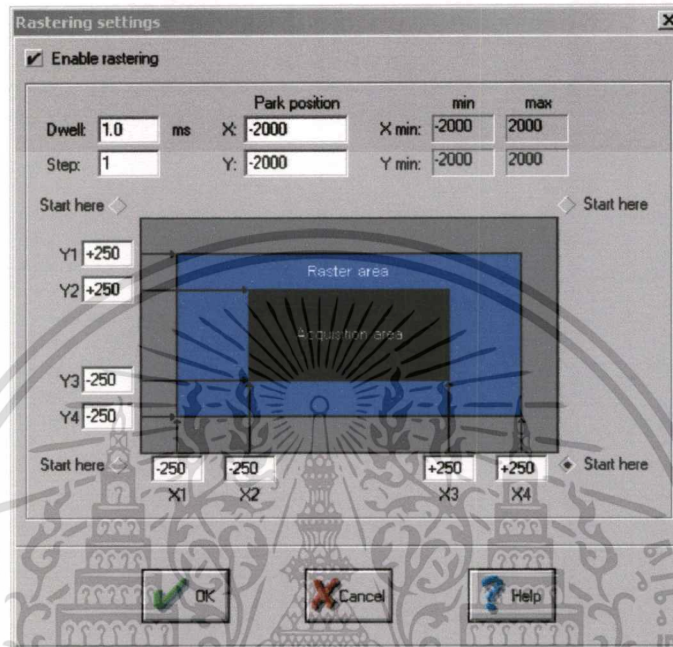 Rastering settings
Enable rastering
Park position min max
Dwell: 1.0 ms X: -2000 X min: -2000 2000
Step: 1 Y: -2000 Y min: -2000 2000
Start here Start here
Y1 +250
Raster area
Y2 +250
Acquisition area
Y3 -250
Y4 -250
Start here -250 -250 +250 +250 Start here
X1 X2 X3 X4
OK Cancel Help